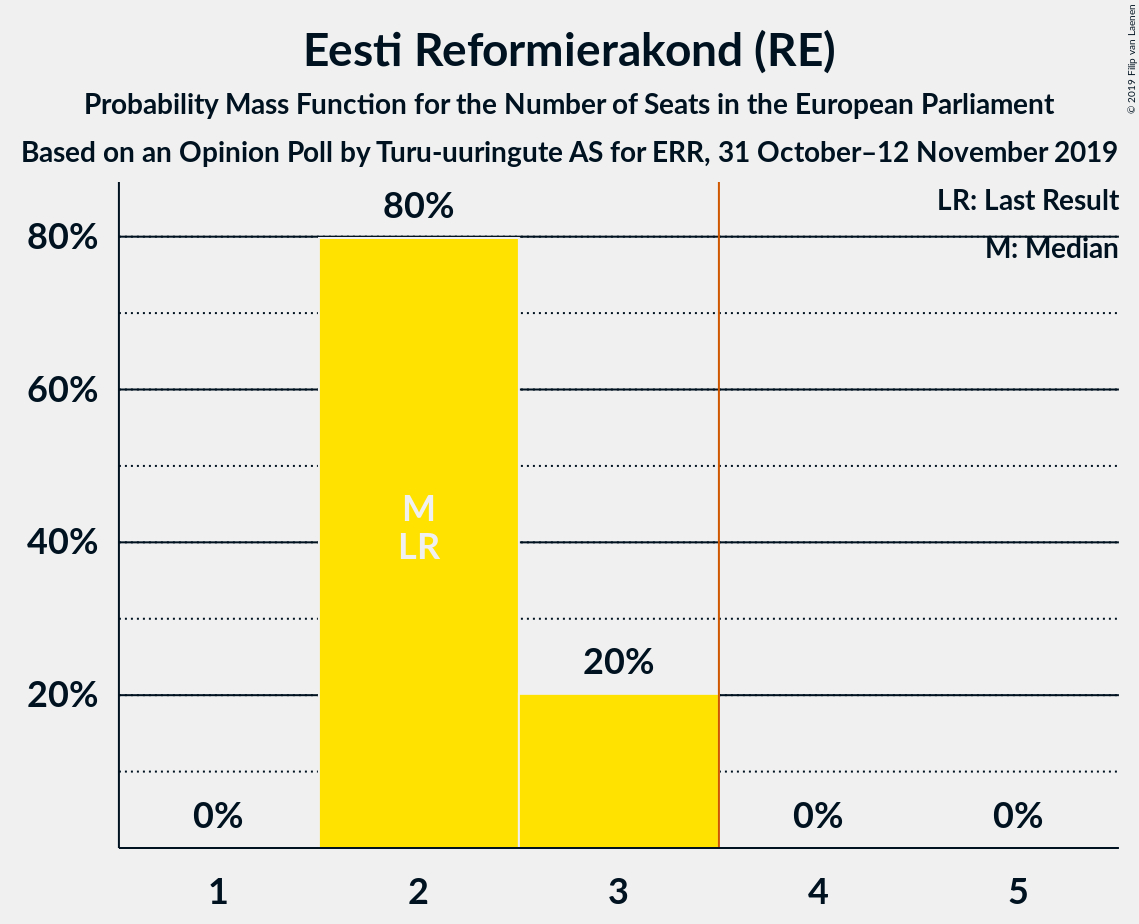 Eesti Reformierakond (RE)
Probability Mass Function for the Number of Seats in the European Parliament
Based on an Opinion Poll by Turu-uuringute AS for ERR, 31 October–12 November 2019
© 2019 Filip van Laenen
LR: Last Result
M: Median
80%
60%
40%
20%
0%
80%
M
LR
20%
0%
0%
1
2
3
4
5